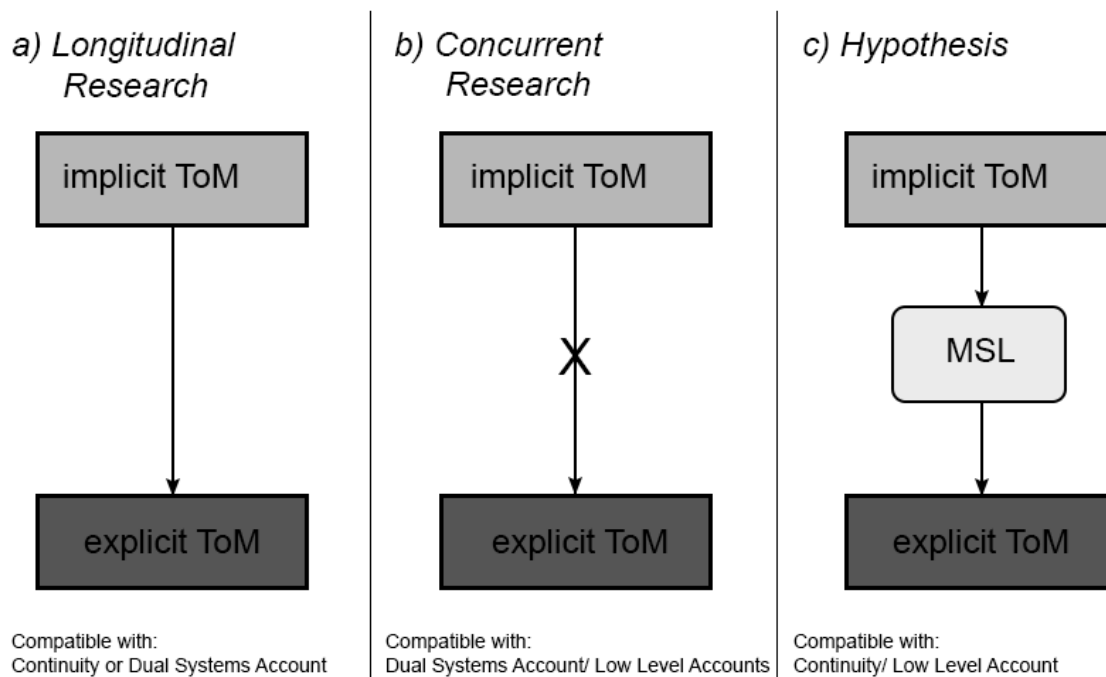 a) Longitudinal
Research
implicit ToM
explicit ToM
Compatible with:
Continuity or Dual Systems Account
b) Concurrent
Research
implicit ToM
X
explicit ToM
Compatible with:
Dual Systems Account/ Low Level Accounts
c) Hypothesis
implicit ToM
MSL
explicit ToM
Compatible with:
Continuity/ Low Level Account